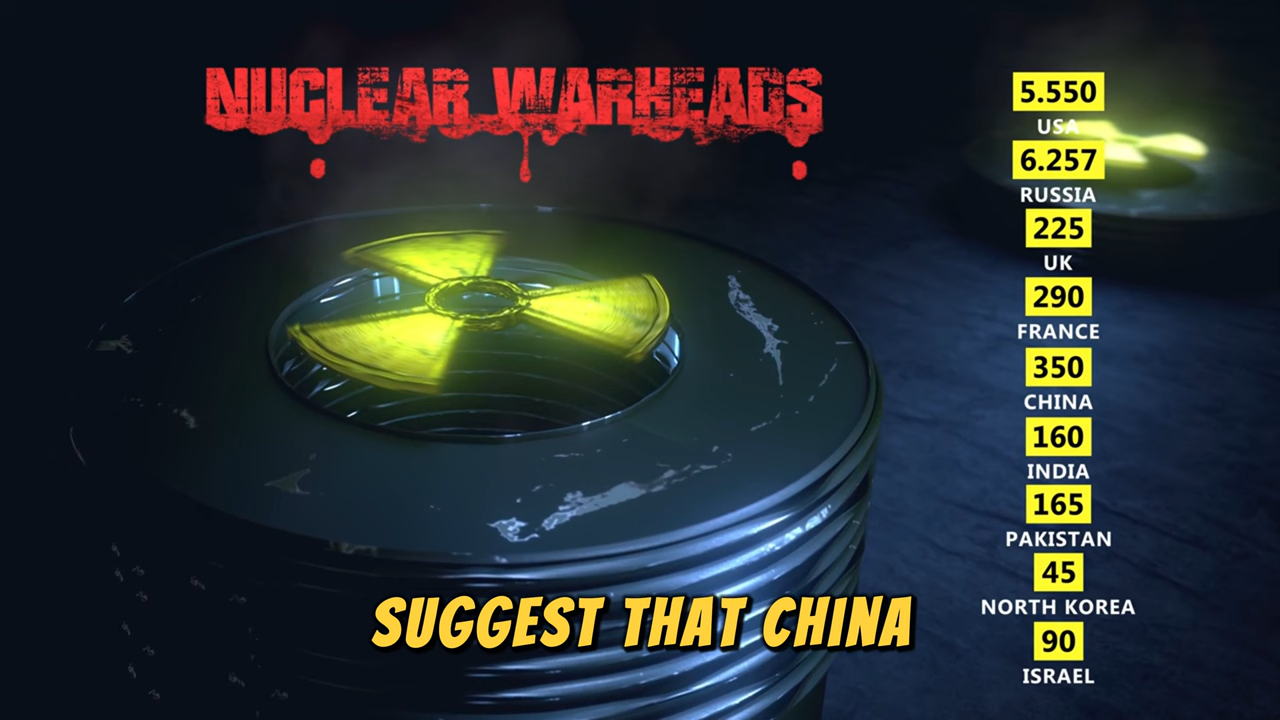 NUCLEAR WARHEADS
5.550
USA
6.257
RUSSIA
225
UK
290
FRANCE
350
CHINA
160
INDIA
165
PAKISTAN
45
NORTH KOREA
90
ISRAEL
SUGGEST THAT CHINA